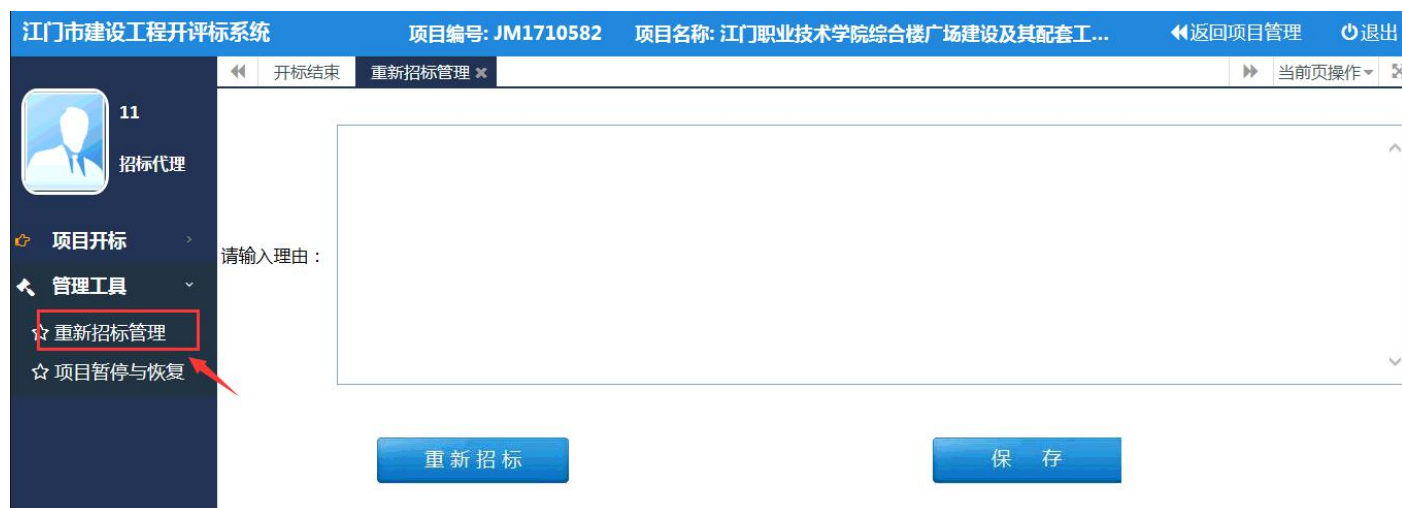 江门市建设工程开评标系统 项目编号: JM1710582 项目名称: 江门职业技术学院综合楼广场建设及其配套工... 返回项目管理 退出
开标结束 重新招标管理 当前页操作
11
招标代理
项目开标
请输入理由：
管理工具
重新招标管理
项目暂停与恢复
重新招标 保 存